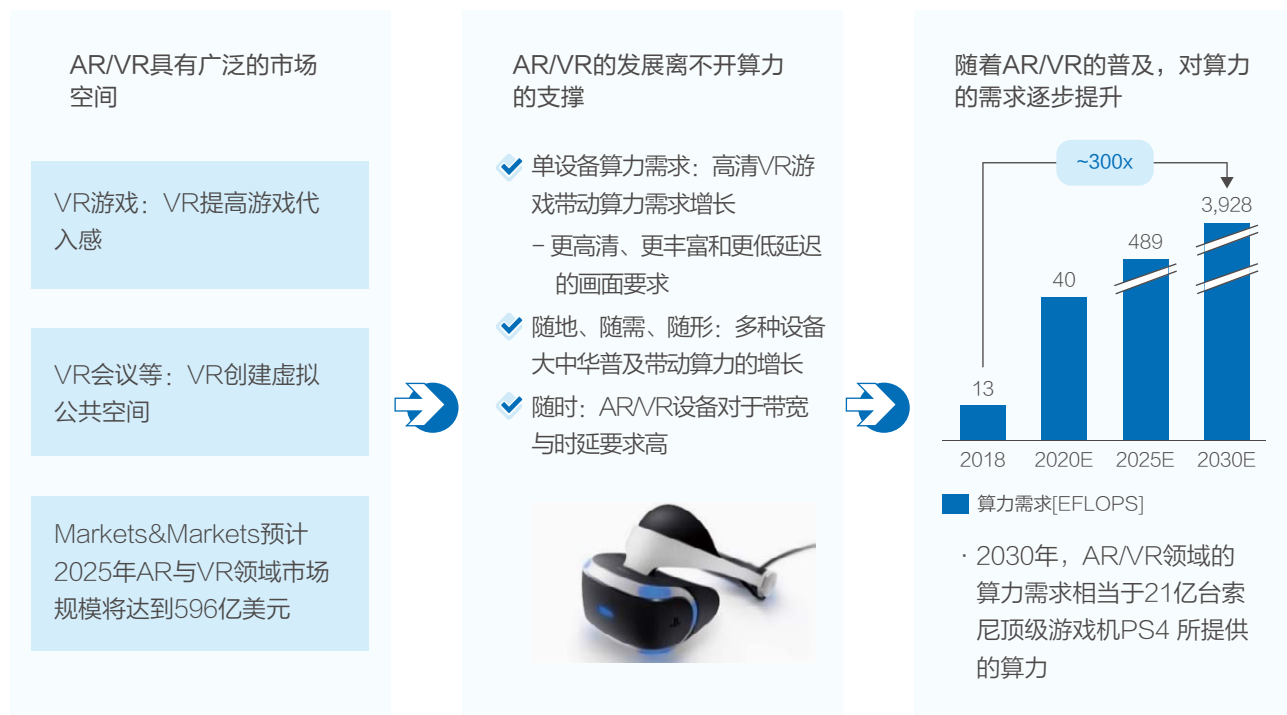 AR/VR具有广泛的市场
空间
VR游戏：VR提高游戏代
入感
VR会议等：VR创建虚拟
公共空间
Markets&Markets预计
2025年AR与VR领域市场
规模将达到596亿美元
AR/VR的发展离不开算力
的支撑
单设备算力需求：高清VR游
戏带动算力需求增长
– 更高清、更丰富和更低延迟
的画面要求
随地、随需、随形：多种设备
大中华普及带动算力的增长
随时：AR/VR设备对于带宽
与时延要求高
随着AR/VR的普及，对算力
的需求逐步提升
~300x
3,928
489
40
13
2018 2020E 2025E 2030E
算力需求[EFLOPS]
· 2030年，AR/VR领域的
算力需求相当于21亿台索
尼顶级游戏机PS4 所提供
的算力